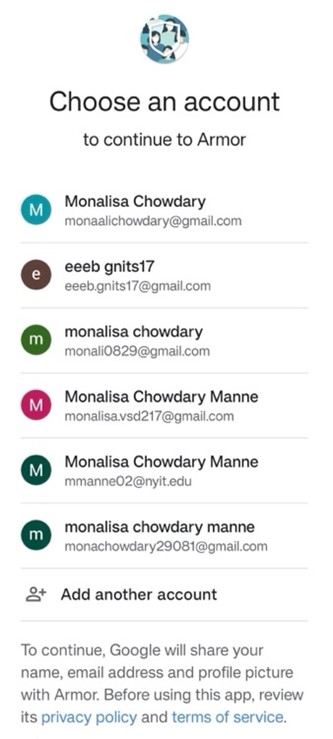 Choose an account
to continue to Armor
M
Monalisa Chowdary
monaalichowdary@gmail.com
e
eeeb gnits17
eeeb.gnits17@gmail.com
m
monalisa chowdary
monali0829@gmail.com
M
Monalisa Chowdary Manne
monalisa.vsd217@gmail.com
M
Monalisa Chowdary Manne
mmanne02@nyit.edu
m
monalisa chowdary manne
monachowdary29081@gmail.com
Add another account
To continue, Google will share your
name, email address and profile picture
with Armor. Before using this app, review
its privacy policy and terms of service.